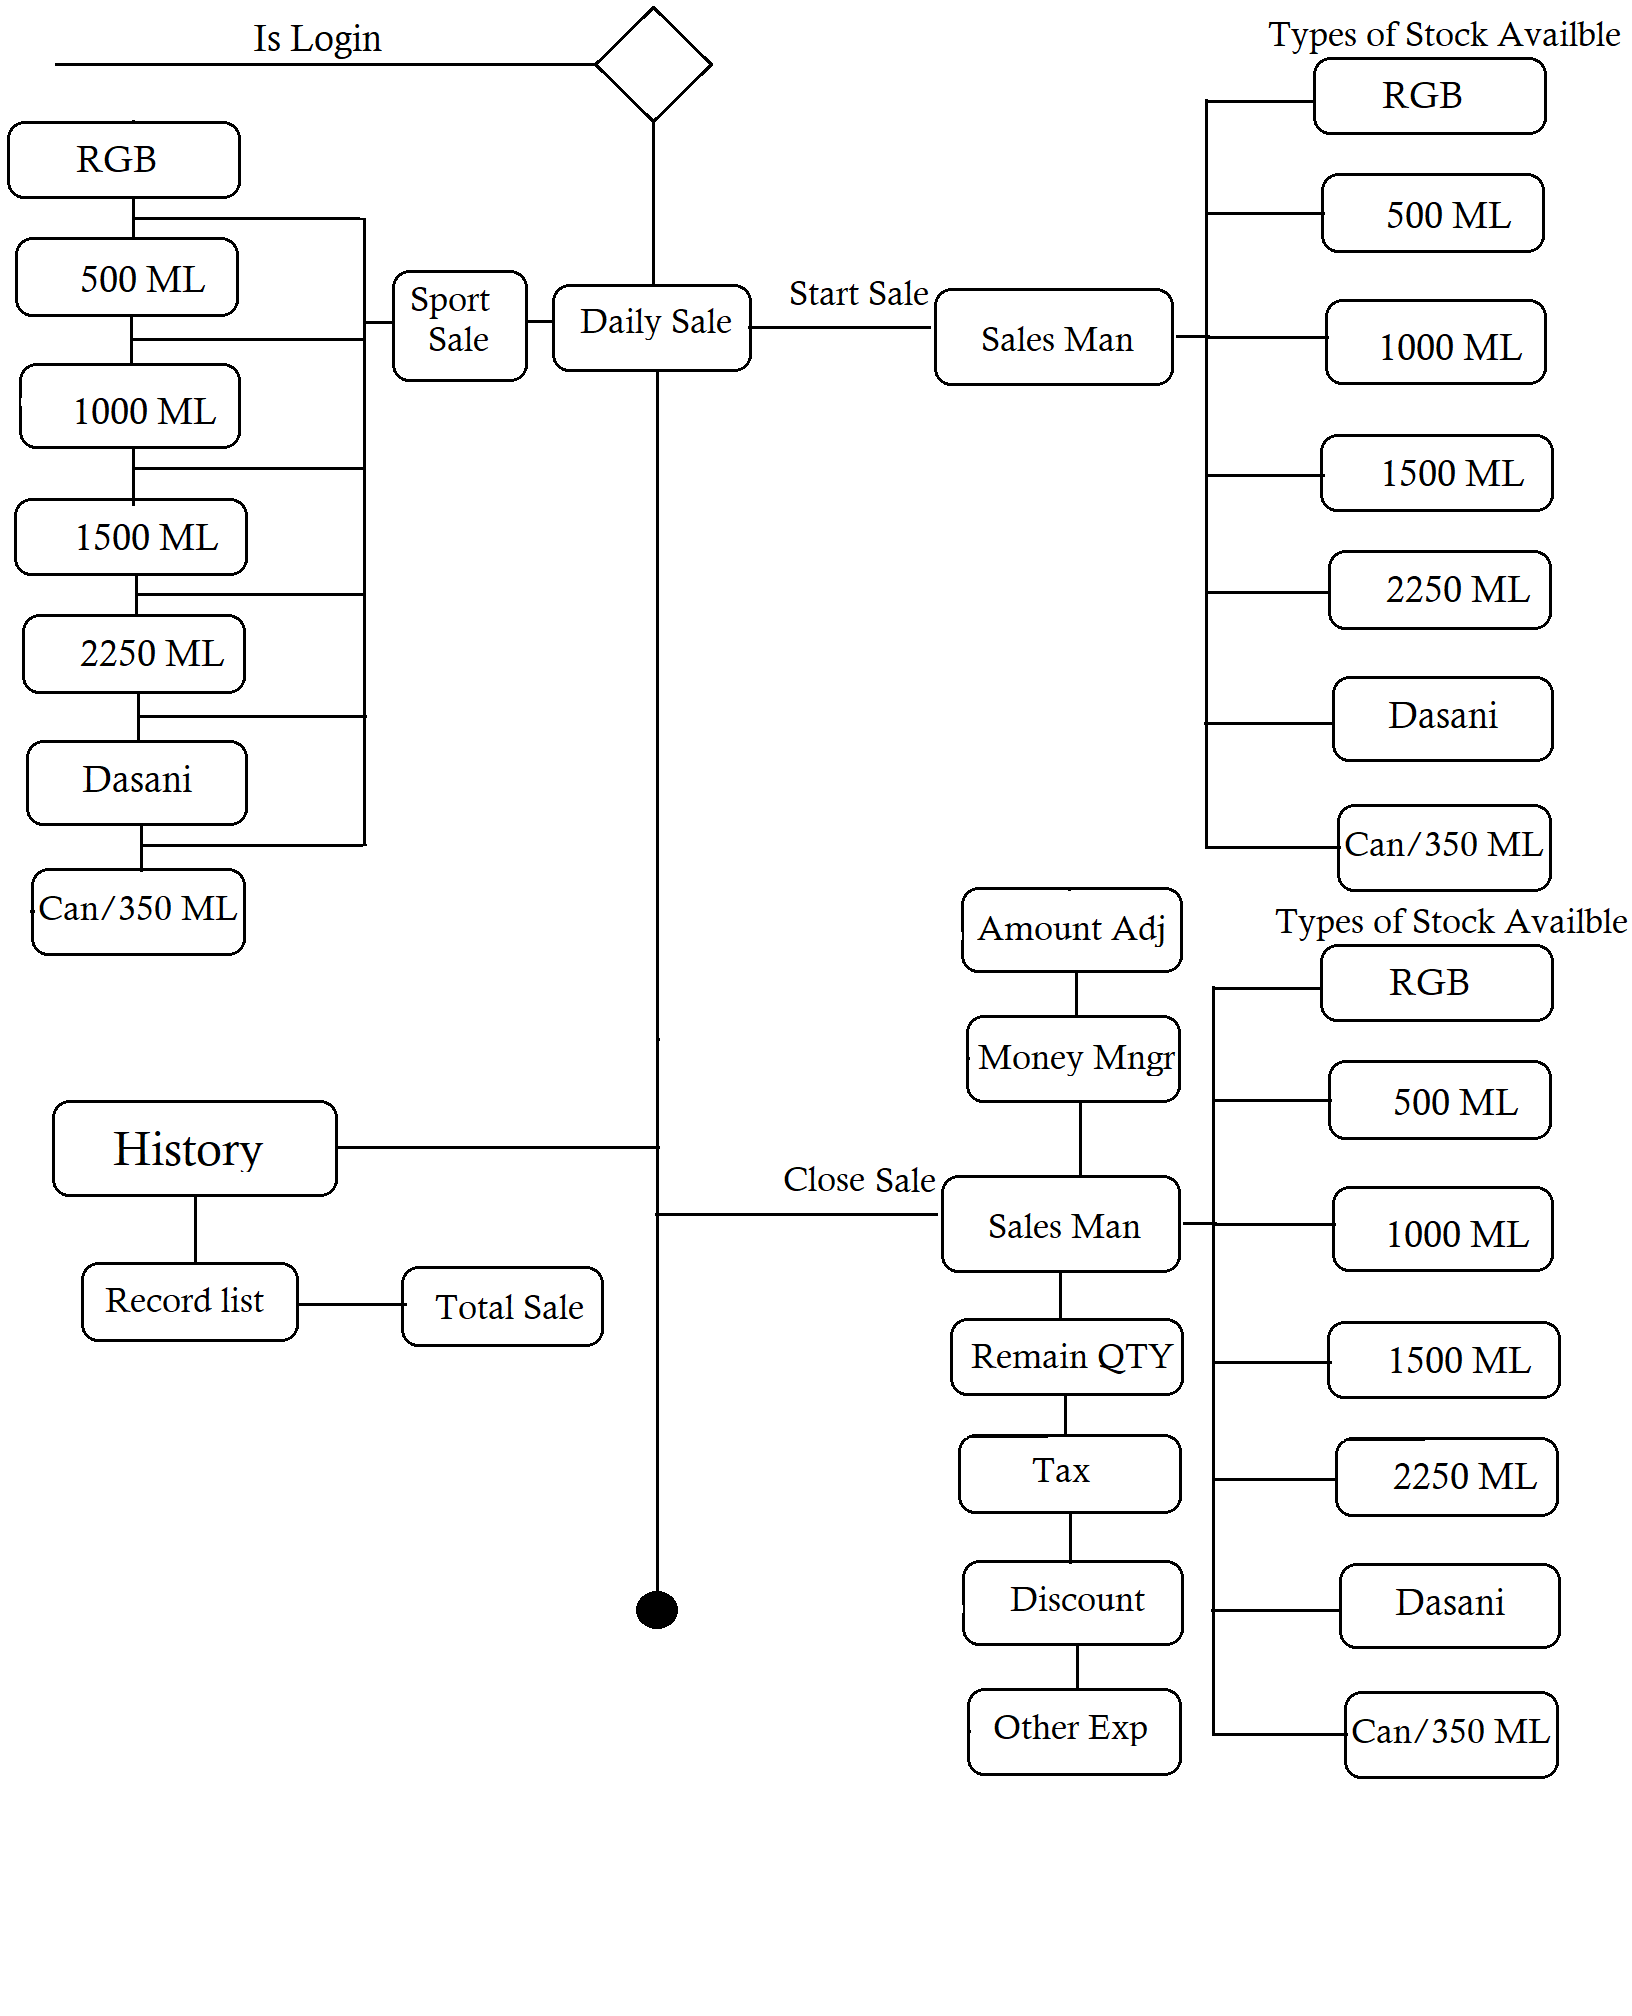 Is Login
Types of Stock Availble
RGB
500 ML
1000 ML
1500 ML
2250 ML
Dasani
Can/350 ML
Sport
Sale
Daily Sale
Start Sale
Sales Man
RGB
500 ML
1000 ML
1500 ML
2250 ML
Dasani
Can/350 ML
Amount Adj
Money Mngr
Close Sale
Sales Man
Remain QTY
Tax
Discount
Other Exp
Types of Stock Availble
RGB
500 ML
1000 ML
1500 ML
2250 ML
Dasani
Can/350 ML
History
Record list
Total Sale